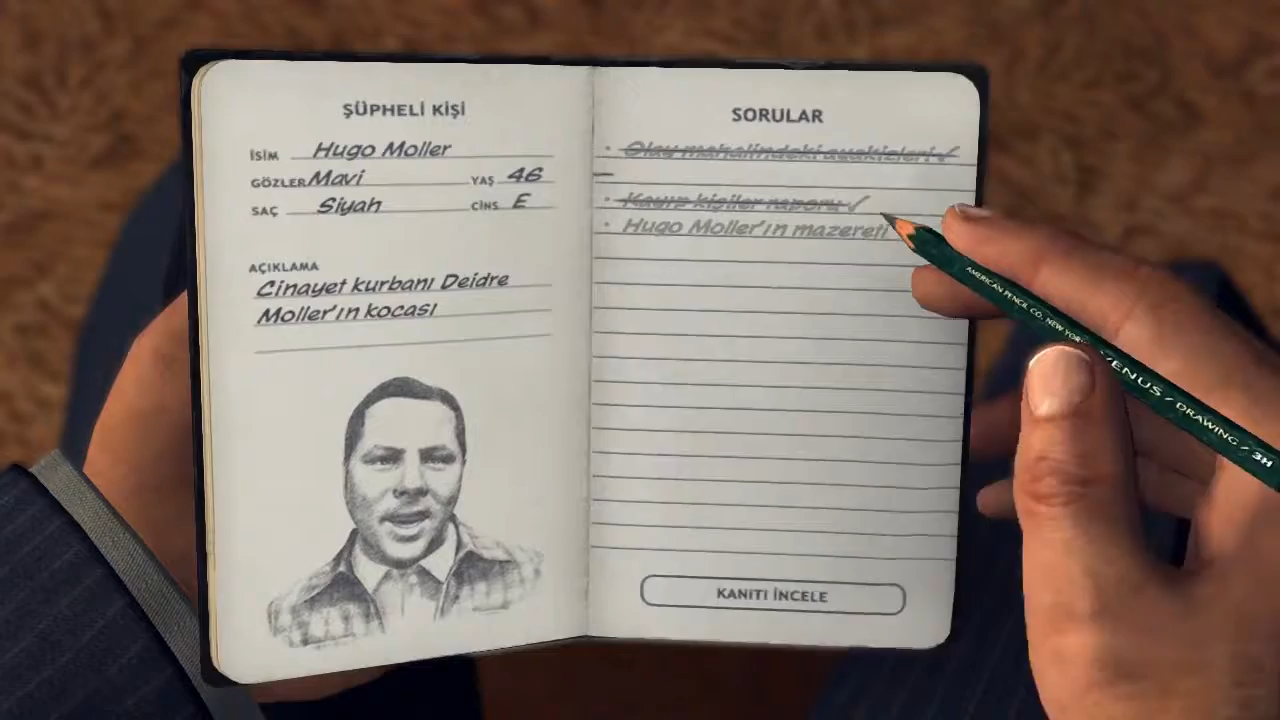 ŞÜPHELİ KİŞİ
İSİM Hugo Moller
GÖZLER Mavi YAŞ 46
SAÇ Siyah CİNS E
AÇIKLAMA
Cinayet kurbanı Deidre
Moller'ın kocası
SORULAR
• Olay mahalindeki ayakizleri ✓
• Kayıp kişiler raporu ✓
• Hugo Moller'ın mazereti
KANITI İNCELE
AMERICAN PENCIL CO. NEW YORK VENUS / DRAWING / 3H